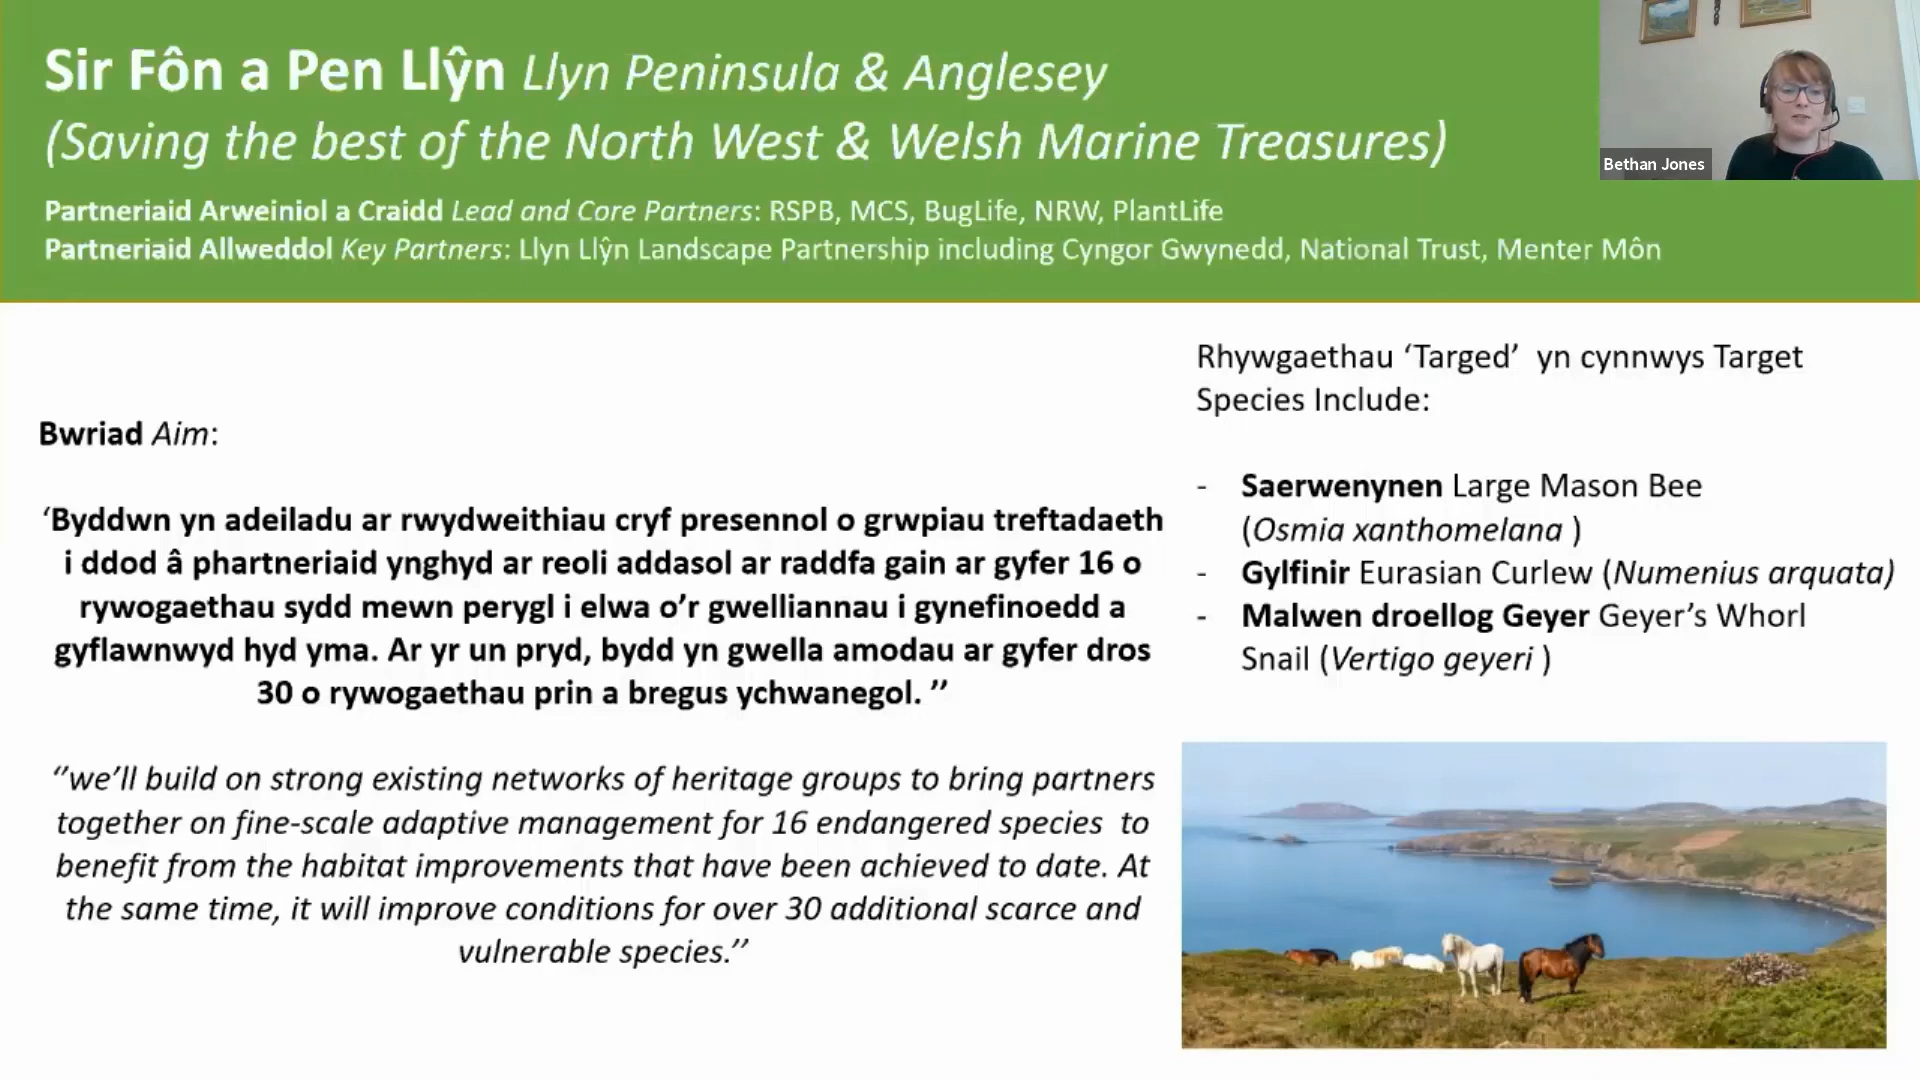 Sir Fôn a Pen Llŷn Llyn Peninsula & Anglesey
(Saving the best of the North West & Welsh Marine Treasures)
Partneriaid Arweiniol a Craidd Lead and Core Partners: RSPB, MCS, BugLife, NRW, PlantLife
Partneriaid Allweddol Key Partners: Llyn Llŷn Landscape Partnership including Cyngor Gwynedd, National Trust, Menter Môn
Bethan Jones
Bwriad Aim:
‘Byddwn yn adeiladu ar rwydweithiau cryf presennol o grwpiau treftadaeth
i ddod â phartneriaid ynghyd ar reoli addasol ar raddfa gain ar gyfer 16 o
rywogaethau sydd mewn perygl i elwa o’r gwelliannau i gynefinoedd a
gyflawnwyd hyd yma. Ar yr un pryd, bydd yn gwella amodau ar gyfer dros
30 o rywogaethau prin a bregus ychwanegol. ’’
‘’we’ll build on strong existing networks of heritage groups to bring partners
together on fine-scale adaptive management for 16 endangered species to
benefit from the habitat improvements that have been achieved to date. At
the same time, it will improve conditions for over 30 additional scarce and
vulnerable species.’’
Rhywgaethau ‘Targed’ yn cynnwys Target
Species Include:
- Saerwenynen Large Mason Bee
(Osmia xanthomelana )
- Gylfinir Eurasian Curlew (Numenius arquata)
- Malwen droellog Geyer Geyer’s Whorl
Snail (Vertigo geyeri )